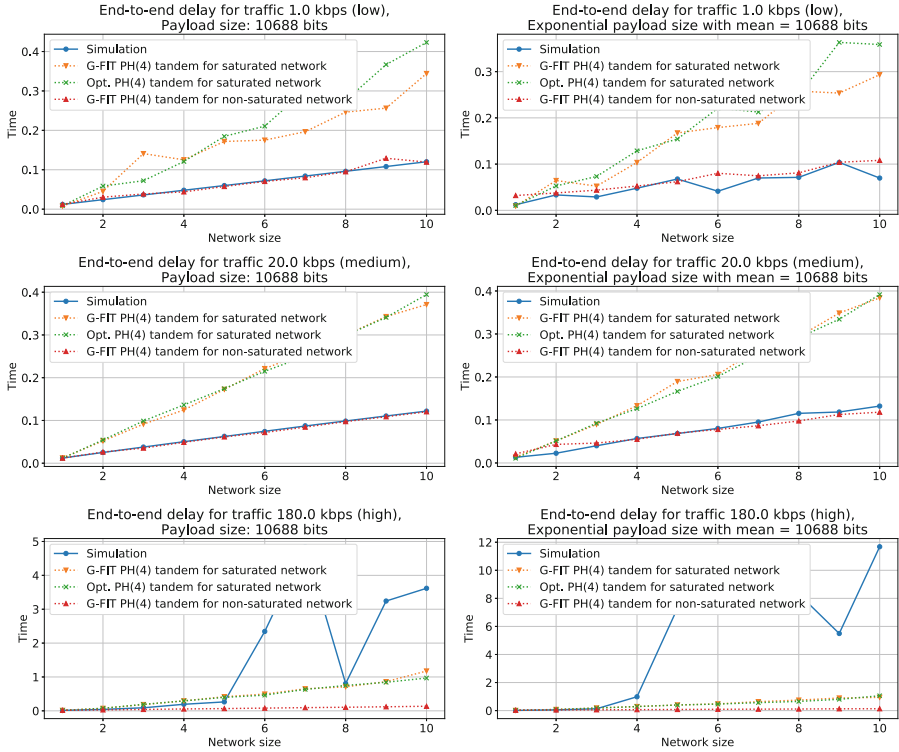 End-to-end delay for traffic 1.0 kbps (low),
Payload size: 10688 bits
Time
0.4
0.3
0.2
0.1
0.0
Simulation
G-FIT PH(4) tandem for saturated network
Opt. PH(4) tandem for saturated network
G-FIT PH(4) tandem for non-saturated network
2
4
6
8
10
Network size
End-to-end delay for traffic 1.0 kbps (low),
Exponential payload size with mean = 10688 bits
Time
0.3
0.2
0.1
0.0
Simulation
G-FIT PH(4) tandem for saturated network
Opt. PH(4) tandem for saturated network
G-FIT PH(4) tandem for non-saturated network
2
4
6
8
10
Network size
End-to-end delay for traffic 20.0 kbps (medium),
Payload size: 10688 bits
Time
0.4
0.3
0.2
0.1
0.0
Simulation
G-FIT PH(4) tandem for saturated network
Opt. PH(4) tandem for saturated network
G-FIT PH(4) tandem for non-saturated network
2
4
6
8
10
Network size
End-to-end delay for traffic 20.0 kbps (medium),
Exponential payload size with mean = 10688 bits
Time
0.4
0.3
0.2
0.1
0.0
Simulation
G-FIT PH(4) tandem for saturated network
Opt. PH(4) tandem for saturated network
G-FIT PH(4) tandem for non-saturated network
2
4
6
8
10
Network size
End-to-end delay for traffic 180.0 kbps (high),
Payload size: 10688 bits
Time
5
4
3
2
1
0
Simulation
G-FIT PH(4) tandem for saturated network
Opt. PH(4) tandem for saturated network
G-FIT PH(4) tandem for non-saturated network
2
4
6
8
10
Network size
End-to-end delay for traffic 180.0 kbps (high),
Exponential payload size with mean = 10688 bits
Time
12
10
8
6
4
2
0
Simulation
G-FIT PH(4) tandem for saturated network
Opt. PH(4) tandem for saturated network
G-FIT PH(4) tandem for non-saturated network
2
4
6
8
10
Network size